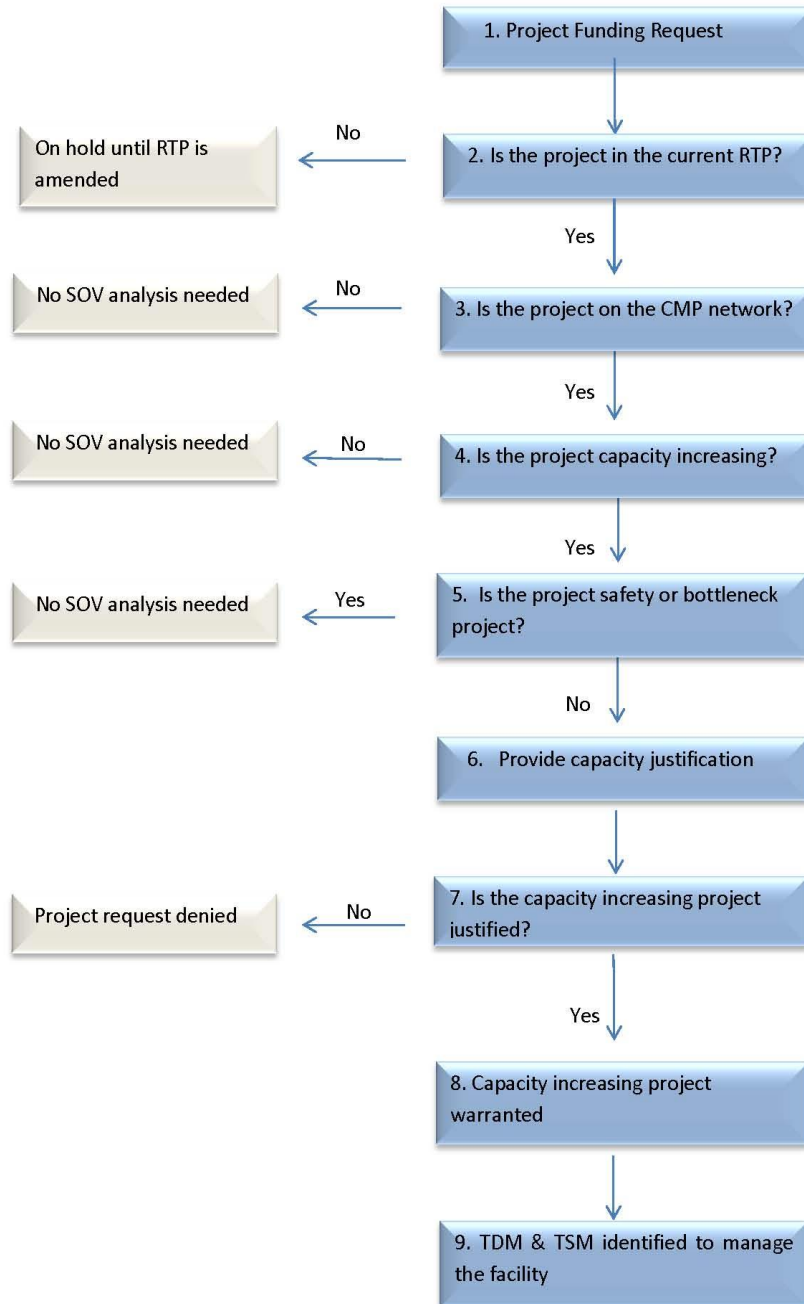 1. Project Funding Request
No
On hold until RTP is
amended
2. Is the project in the current RTP?
Yes
No SOV analysis needed
No
3. Is the project on the CMP network?
Yes
No SOV analysis needed
No
4. Is the project capacity increasing?
Yes
No SOV analysis needed
Yes
5. Is the project safety or bottleneck
project?
No
6. Provide capacity justification
Project request denied
No
7. Is the capacity increasing project
justified?
Yes
8. Capacity increasing project
warranted
9. TDM & TSM identified to manage
the facility